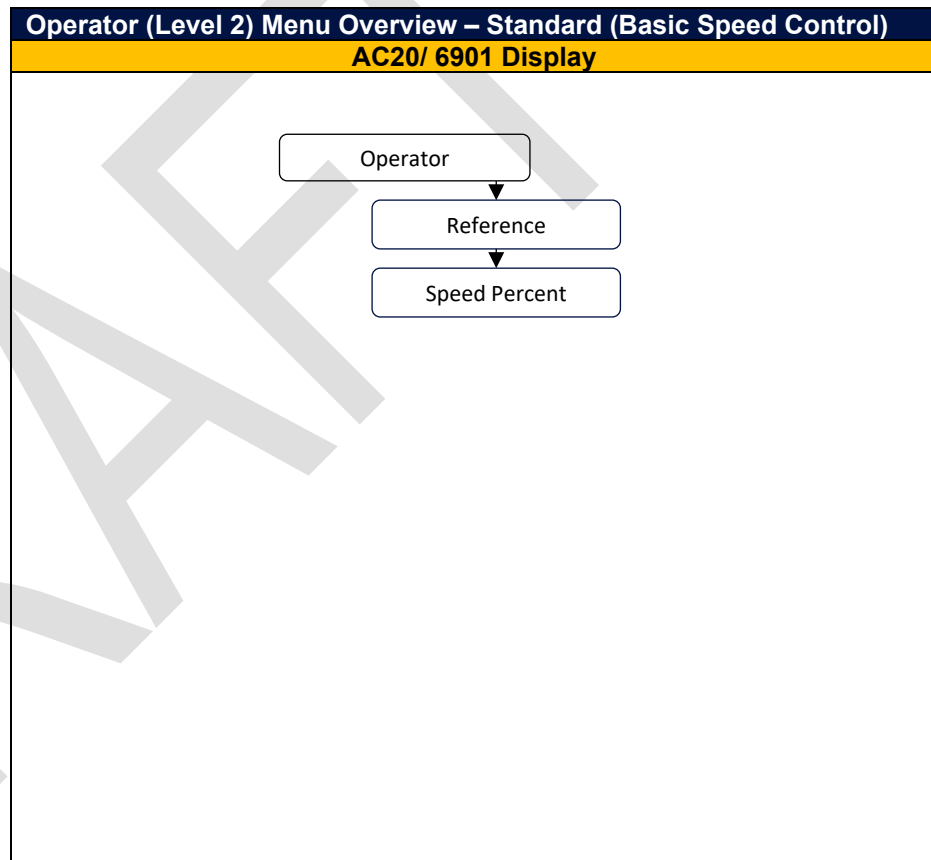 Operator (Level 2) Menu Overview – Standard (Basic Speed Control)
AC20/ 6901 Display
Operator
Reference
Speed Percent